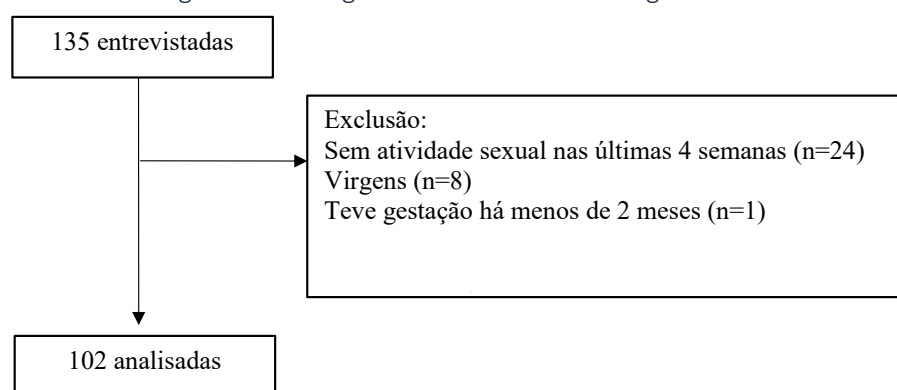 135 entrevistadas
Exclusão:
Sem atividade sexual nas últimas 4 semanas (n=24)
Virgens (n=8)
Teve gestação há menos de 2 meses (n=1)
102 analisadas